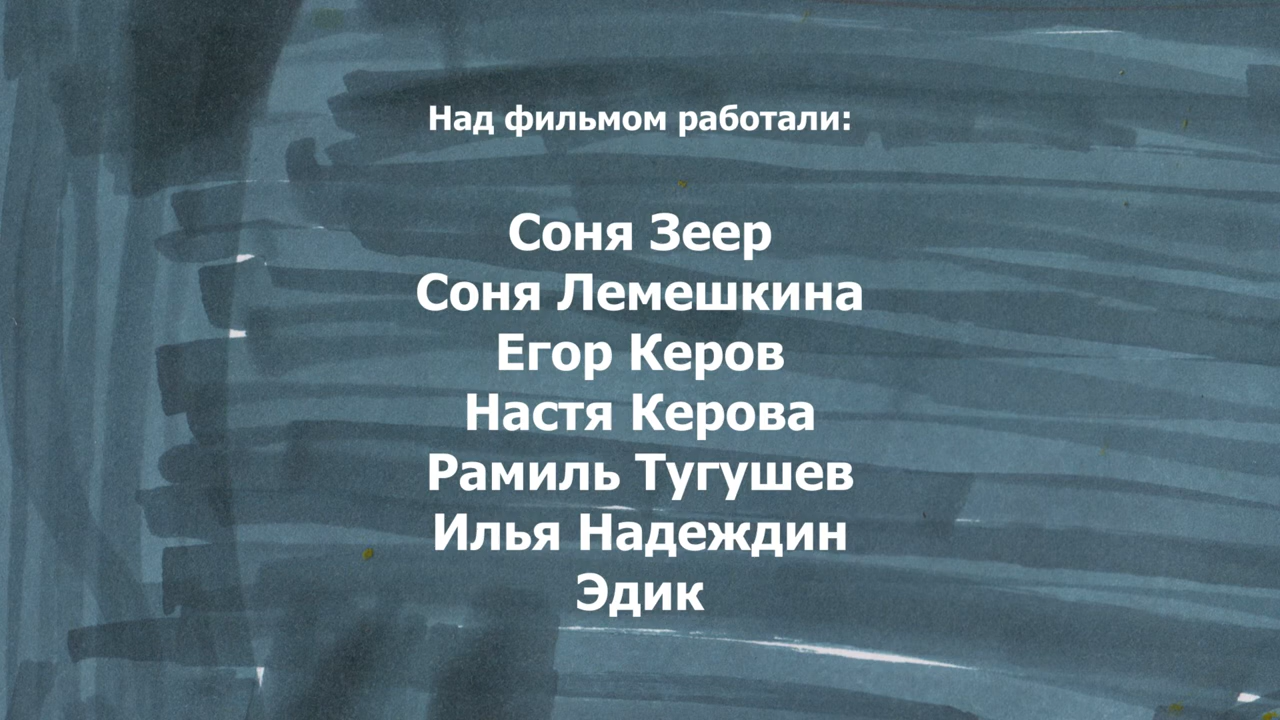 Над фильмом работали:
Соня Зеер
Соня Лемешкина
Егор Керов
Настя Керова
Рамиль Тугушев
Илья Надеждин
Эдик